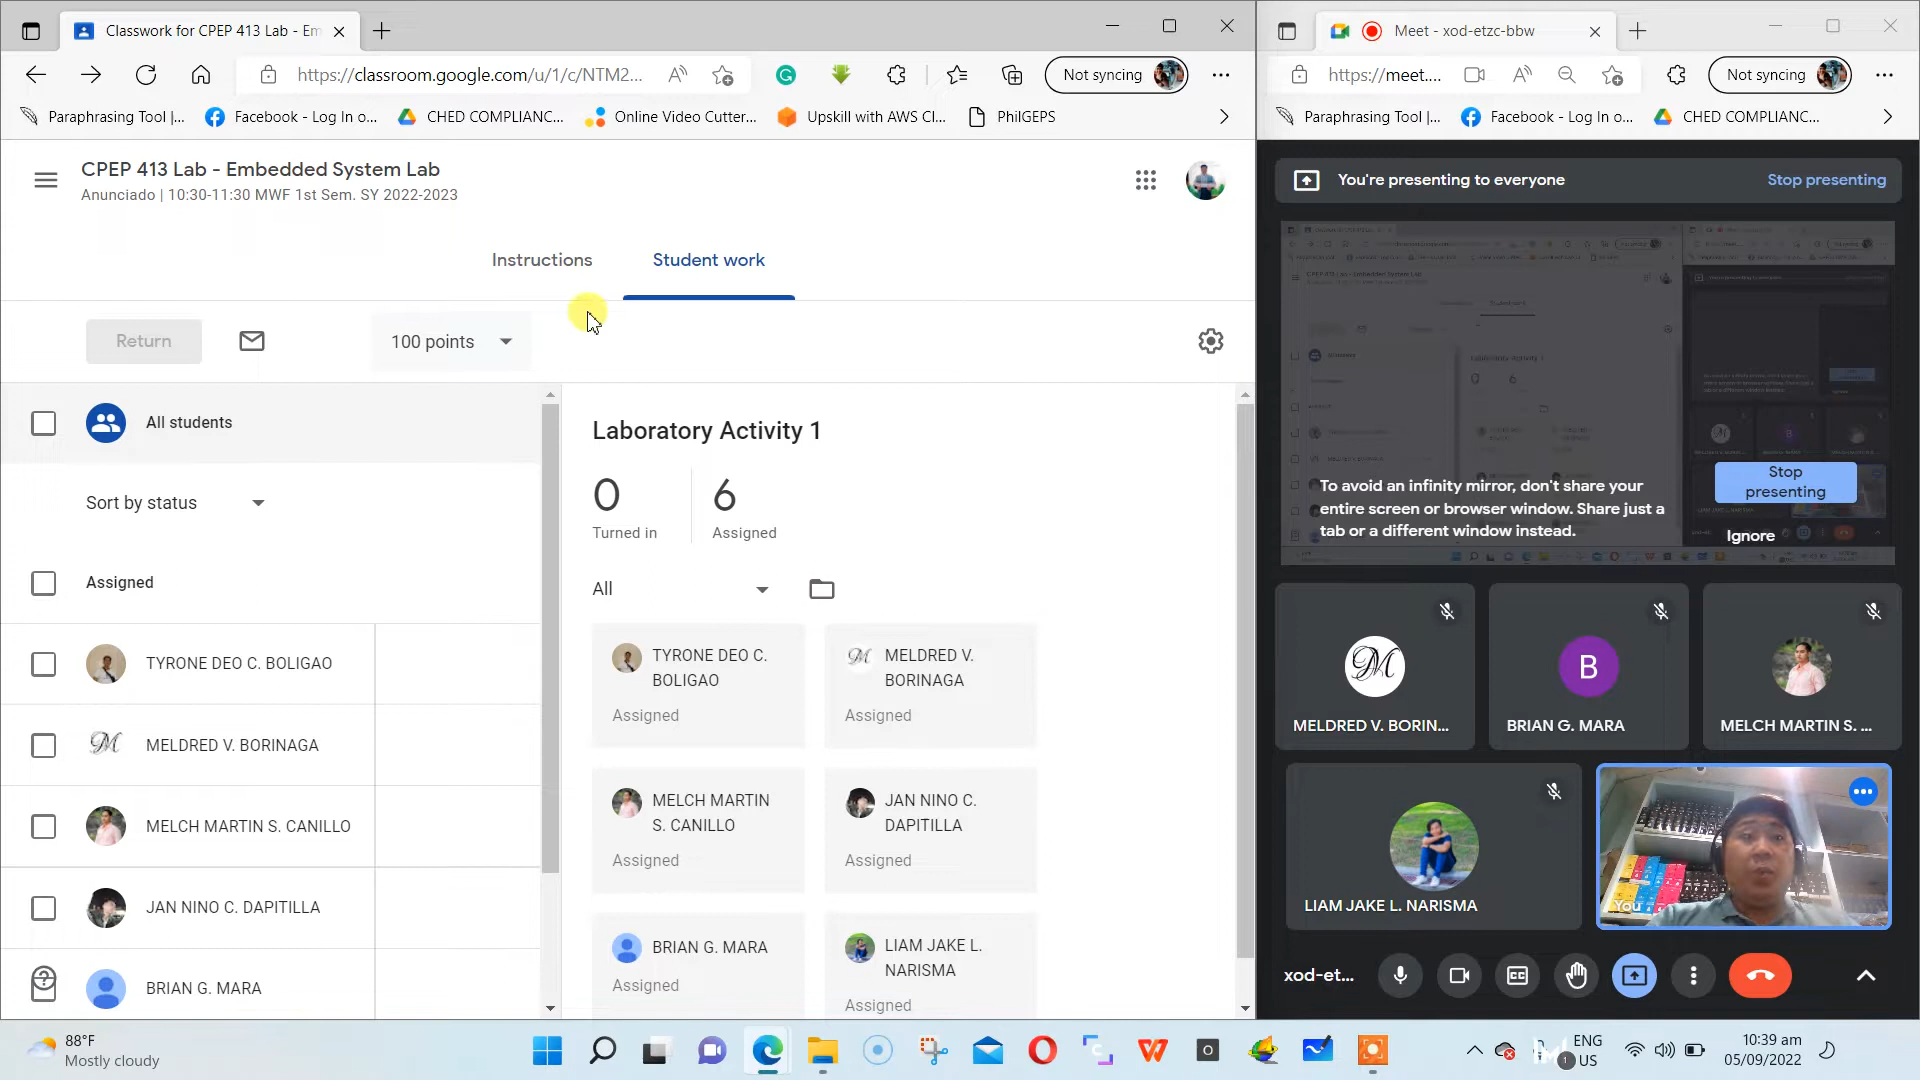 Classwork for CPEP 413 Lab - Em
https://classroom.google.com/u/1/c/NTM2...
Not syncing
Paraphrasing Tool |...
Facebook - Log In o...
CHED COMPLIANC...
Online Video Cutter...
Upskill with AWS Cl...
PhilGEPS
CPEP 413 Lab - Embedded System Lab
Anunciado | 10:30-11:30 MWF 1st Sem. SY 2022-2023
Instructions
Student work
Return
100 points
All students
Sort by status
Assigned
TYRONE DEO C. BOLIGAO
MELDRED V. BORINAGA
MELCH MARTIN S. CANILLO
JAN NINO C. DAPITILLA
BRIAN G. MARA
Laboratory Activity 1
0
6
Turned in
Assigned
All
TYRONE DEO C.
BOLIGAO
Assigned
MELDRED V.
BORINAGA
Assigned
MELCH MARTIN
S. CANILLO
Assigned
JAN NINO C.
DAPITILLA
Assigned
BRIAN G. MARA
Assigned
LIAM JAKE L.
NARISMA
Assigned
Meet - xod-etzc-bbw
https://meet....
Not syncing
Paraphrasing Tool |...
Facebook - Log In o...
CHED COMPLIANC...
You're presenting to everyone
Stop presenting
To avoid an infinity mirror, don't share your
entire screen or browser window. Share just a
tab or a different window instead.
Stop
presenting
Ignore
MELDRED V. BORIN...
B
BRIAN G. MARA
MELCH MARTIN S. ...
LIAM JAKE L. NARISMA
You
xod-et...
88°F
Mostly cloudy
ENG
US
10:39 am
05/09/2022